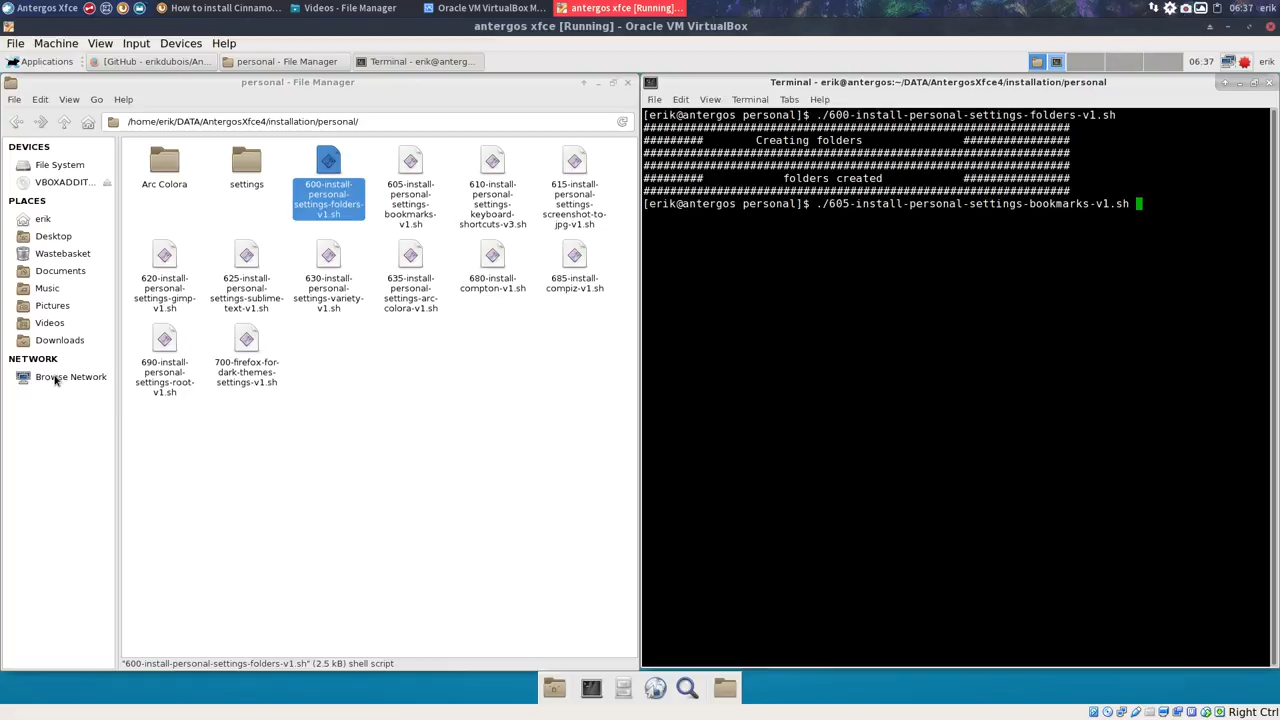 Antergos Xfce
How to install Cinnamo...
Videos - File Manager
Oracle VM VirtualBox M...
antergos xfce [Running]...
06:37
erik
antergos xfce [Running] - Oracle VM VirtualBox
File Machine View Input Devices Help
Applications
[GitHub - erikdubois/An...
personal - File Manager
Terminal - erik@anterg...
06:37
erik
personal - File Manager
File Edit View Go Help
/home/erik/DATA/AntergosXfce4/installation/personal/
DEVICES
File System
VBOXADDIT...
PLACES
erik
Desktop
Wastebasket
Documents
Music
Pictures
Videos
Downloads
NETWORK
Browse Network
Arc Colora
settings
600-install-
personal-
settings-folders-
v1.sh
605-install-
personal-
settings-
bookmarks-
v1.sh
610-install-
personal-
settings-
keyboard-
shortcuts-v3.sh
615-install-
personal-
settings-
screenshot-to-
jpg-v1.sh
620-install-
personal-
settings-gimp-
v1.sh
625-install-
personal-
settings-sublime-
text-v1.sh
630-install-
personal-
settings-variety-
v1.sh
635-install-
personal-
settings-arc-
colora-v1.sh
680-install-
compton-v1.sh
685-install-
compiz-v1.sh
690-install-
personal-
settings-root-
v1.sh
700-firefox-for-
dark-themes-
settings-v1.sh
"600-install-personal-settings-folders-v1.sh" (2.5 kB) shell script
Terminal - erik@antergos:~/DATA/AntergosXfce4/installation/personal
File Edit View Terminal Tabs Help
[erik@antergos personal]$ ./600-install-personal-settings-folders-v1.sh
################################################################
######### Creating folders ################
################################################################
################################################################
######### folders created ################
################################################################
[erik@antergos personal]$ ./605-install-personal-settings-bookmarks-v1.sh
Right Ctrl